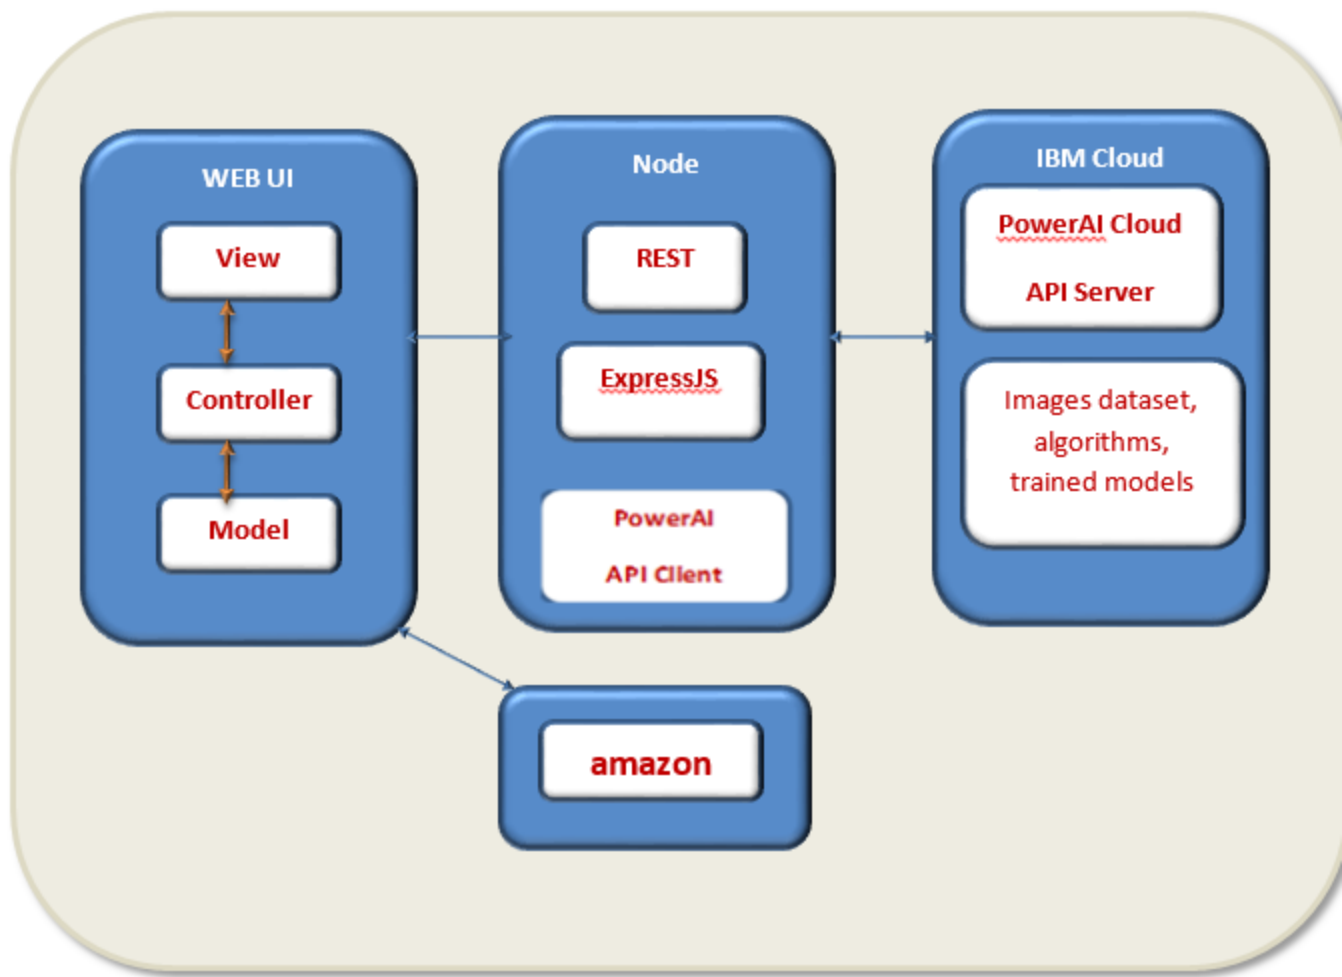 WEB UI
View
Controller
Model
Node
REST
ExpressJS
PowerAI
API Client
IBM Cloud
PowerAI Cloud
API Server
Images dataset,
algorithms,
trained models
amazon